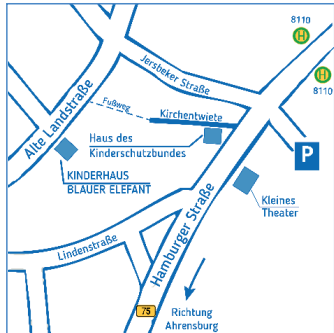 8110
H
H
8110
Jersbeker Straße
Alte Landstraße
Fußweg
Kirchentwiete
Haus des
Kinderschutzbundes
P
KINDERHAUS
BLAUER ELEFANT
Kleines
Theater
Hamburger Straße
Lindenstraße
75
Richtung
Ahrensburg